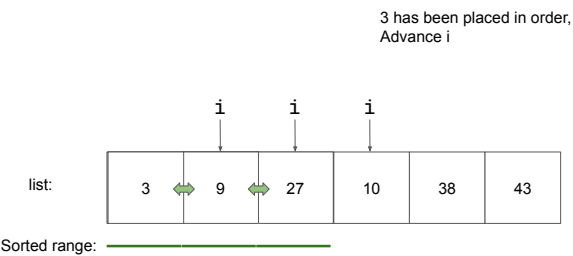 3 has been placed in order,
Advance i
i i i
list: 3 9 27 10 38 43
Sorted range: